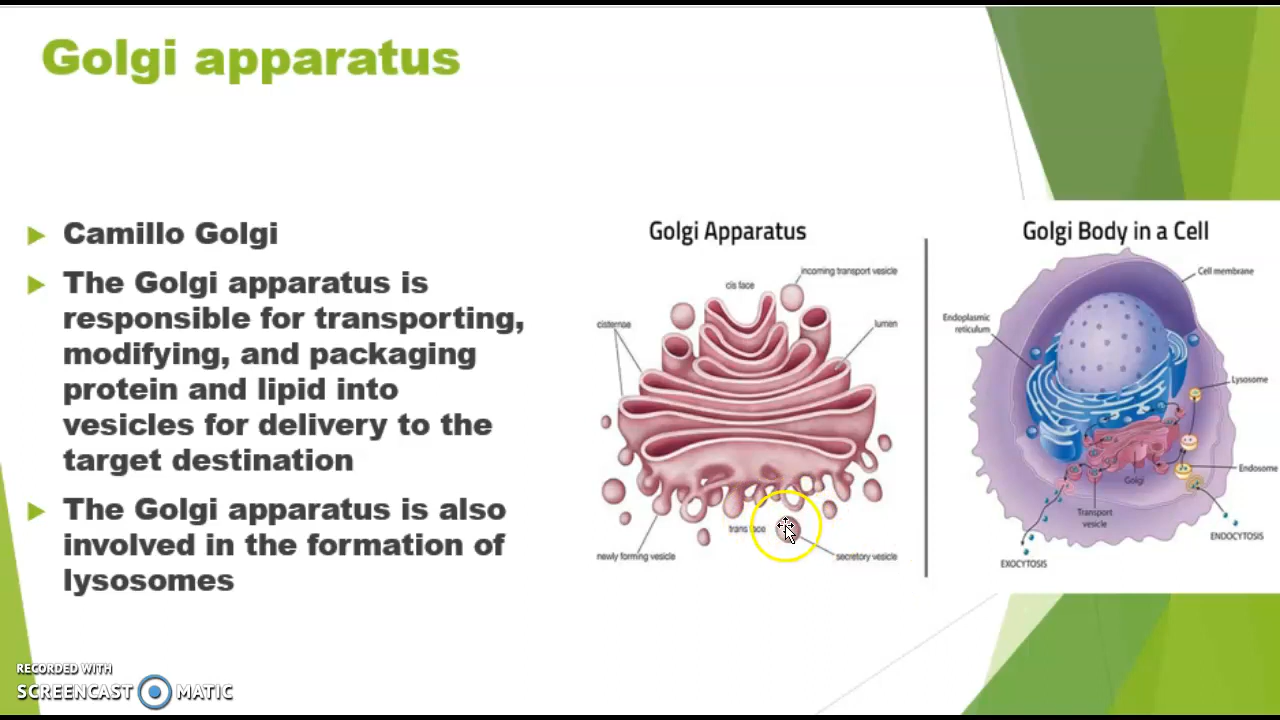 Golgi apparatus
Camillo Golgi
The Golgi apparatus is
responsible for transporting,
modifying, and packaging
protein and lipid into
vesicles for delivery to the
target destination
The Golgi apparatus is also
involved in the formation of
lysosomes
Golgi Apparatus
incoming transport vesicle
cis face
cisternae
lumen
trans face
newly forming vesicle
secretory vesicle
Golgi Body in a Cell
Cell membrane
Endoplasmic
reticulum
Lysosome
Endosome
Golgi
Transport
vesicle
ENDOCYTOSIS
EXOCYTOSIS
RECORDED WITH
SCREENCAST MATIC